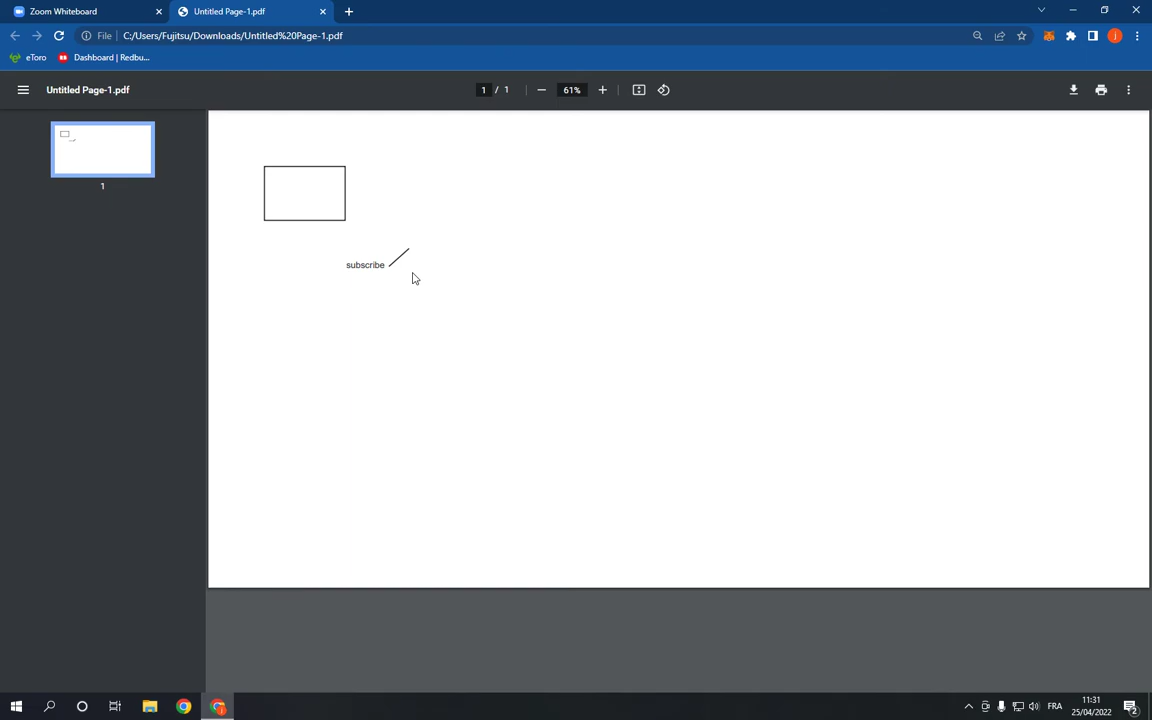 Zoom Whiteboard
Untitled Page-1.pdf
File
C:/Users/Fujitsu/Downloads/Untitled%20Page-1.pdf
j
eToro
Dashboard | Redbu...
Untitled Page-1.pdf
1 / 1
61%
1
subscribe
FRA
11:31
25/04/2022
2